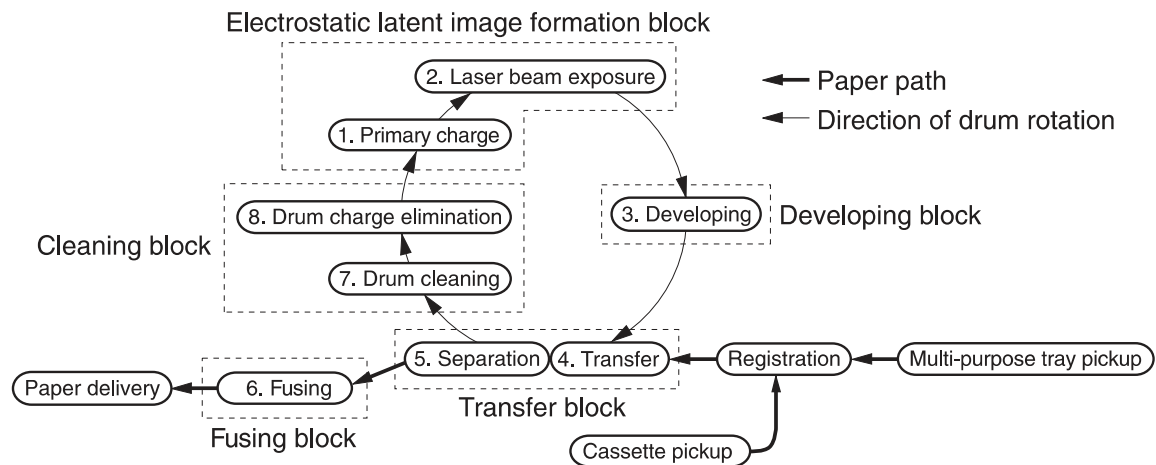 Electrostatic latent image formation block
2. Laser beam exposure
Paper path
Direction of drum rotation
1. Primary charge
8. Drum charge elimination
3. Developing
Developing block
Cleaning block
7. Drum cleaning
5. Separation
4. Transfer
Registration
Multi-purpose tray pickup
Paper delivery
6. Fusing
Transfer block
Fusing block
Cassette pickup